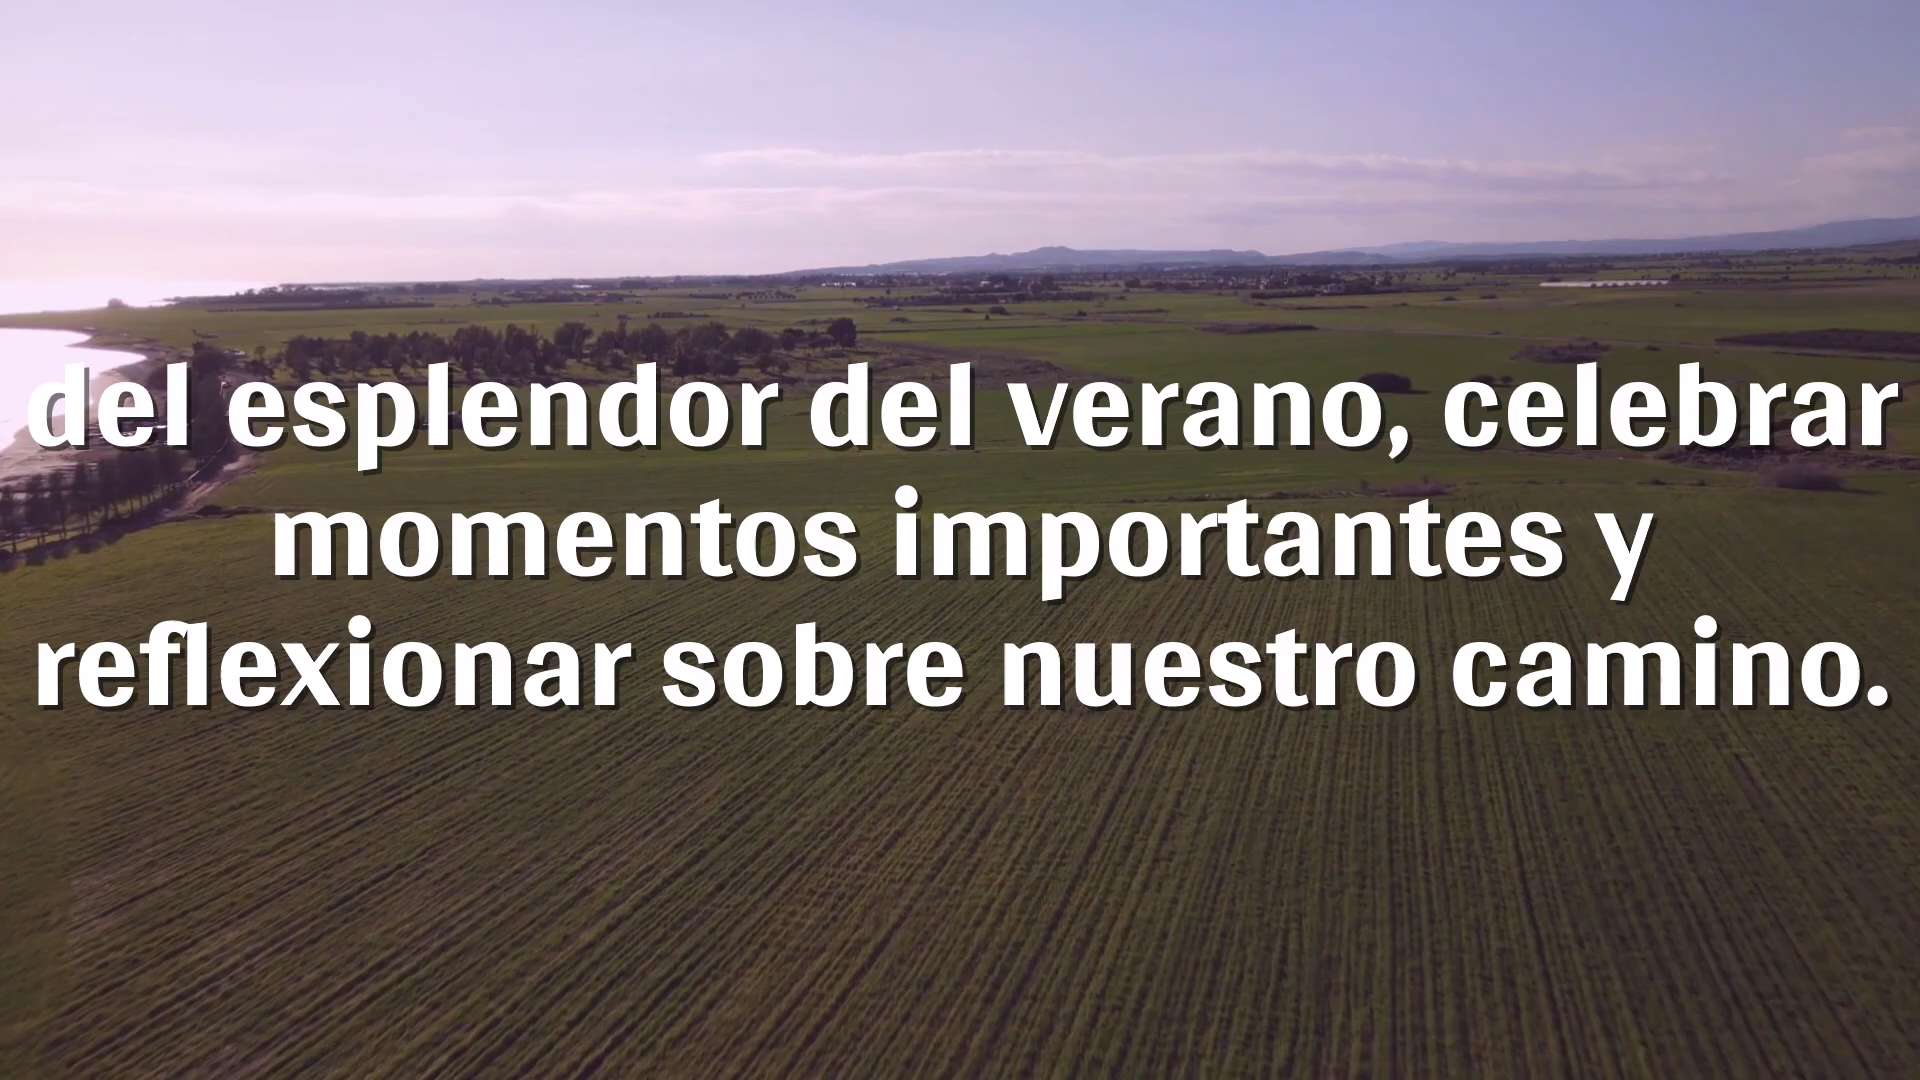 del esplendor del verano, celebrar
momentos importantes y
reflexionar sobre nuestro camino.